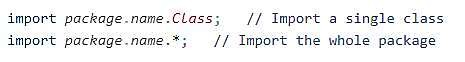 import package.name.Class;   // Import a single class
import package.name.*;   // Import the whole package